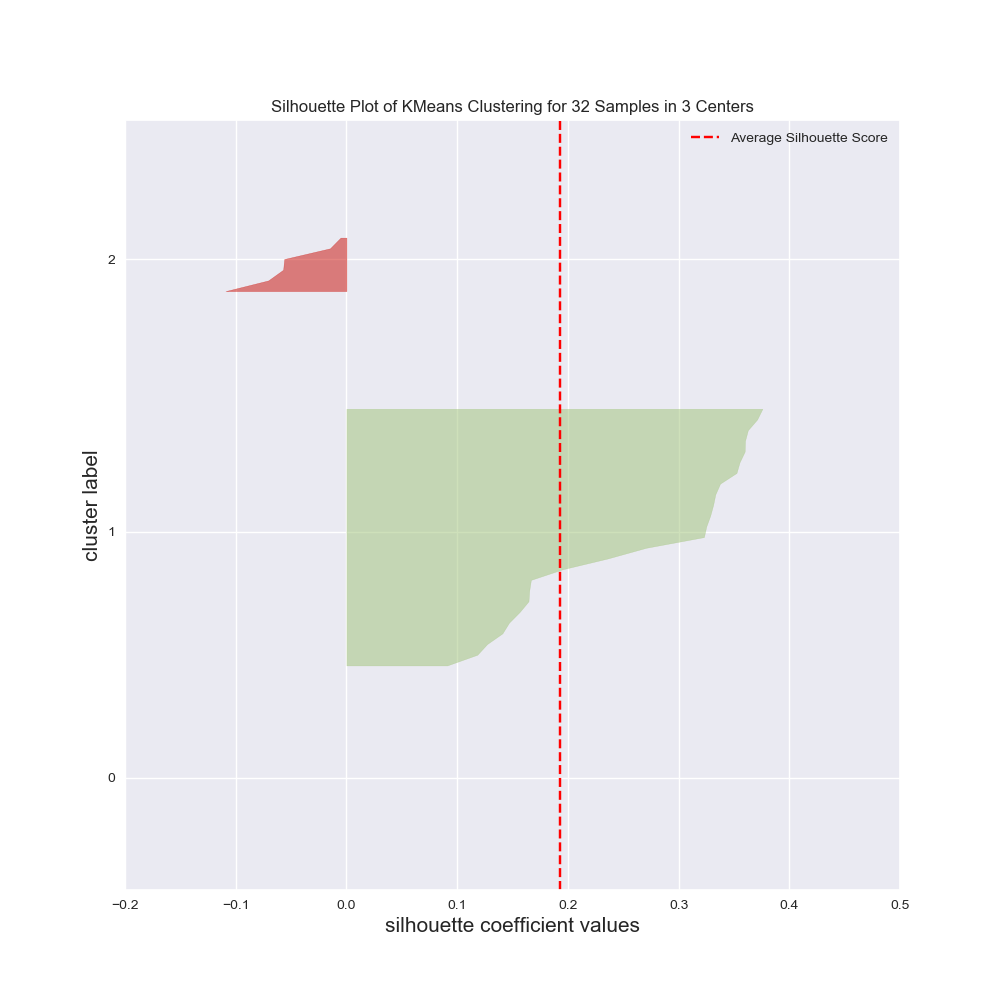 Silhouette Plot of KMeans Clustering for 32 Samples in 3 Centers
Average Silhouette Score
2
1
0
cluster label
−0.2 −0.1 0.0 0.1 0.2 0.3 0.4 0.5
silhouette coefficient values